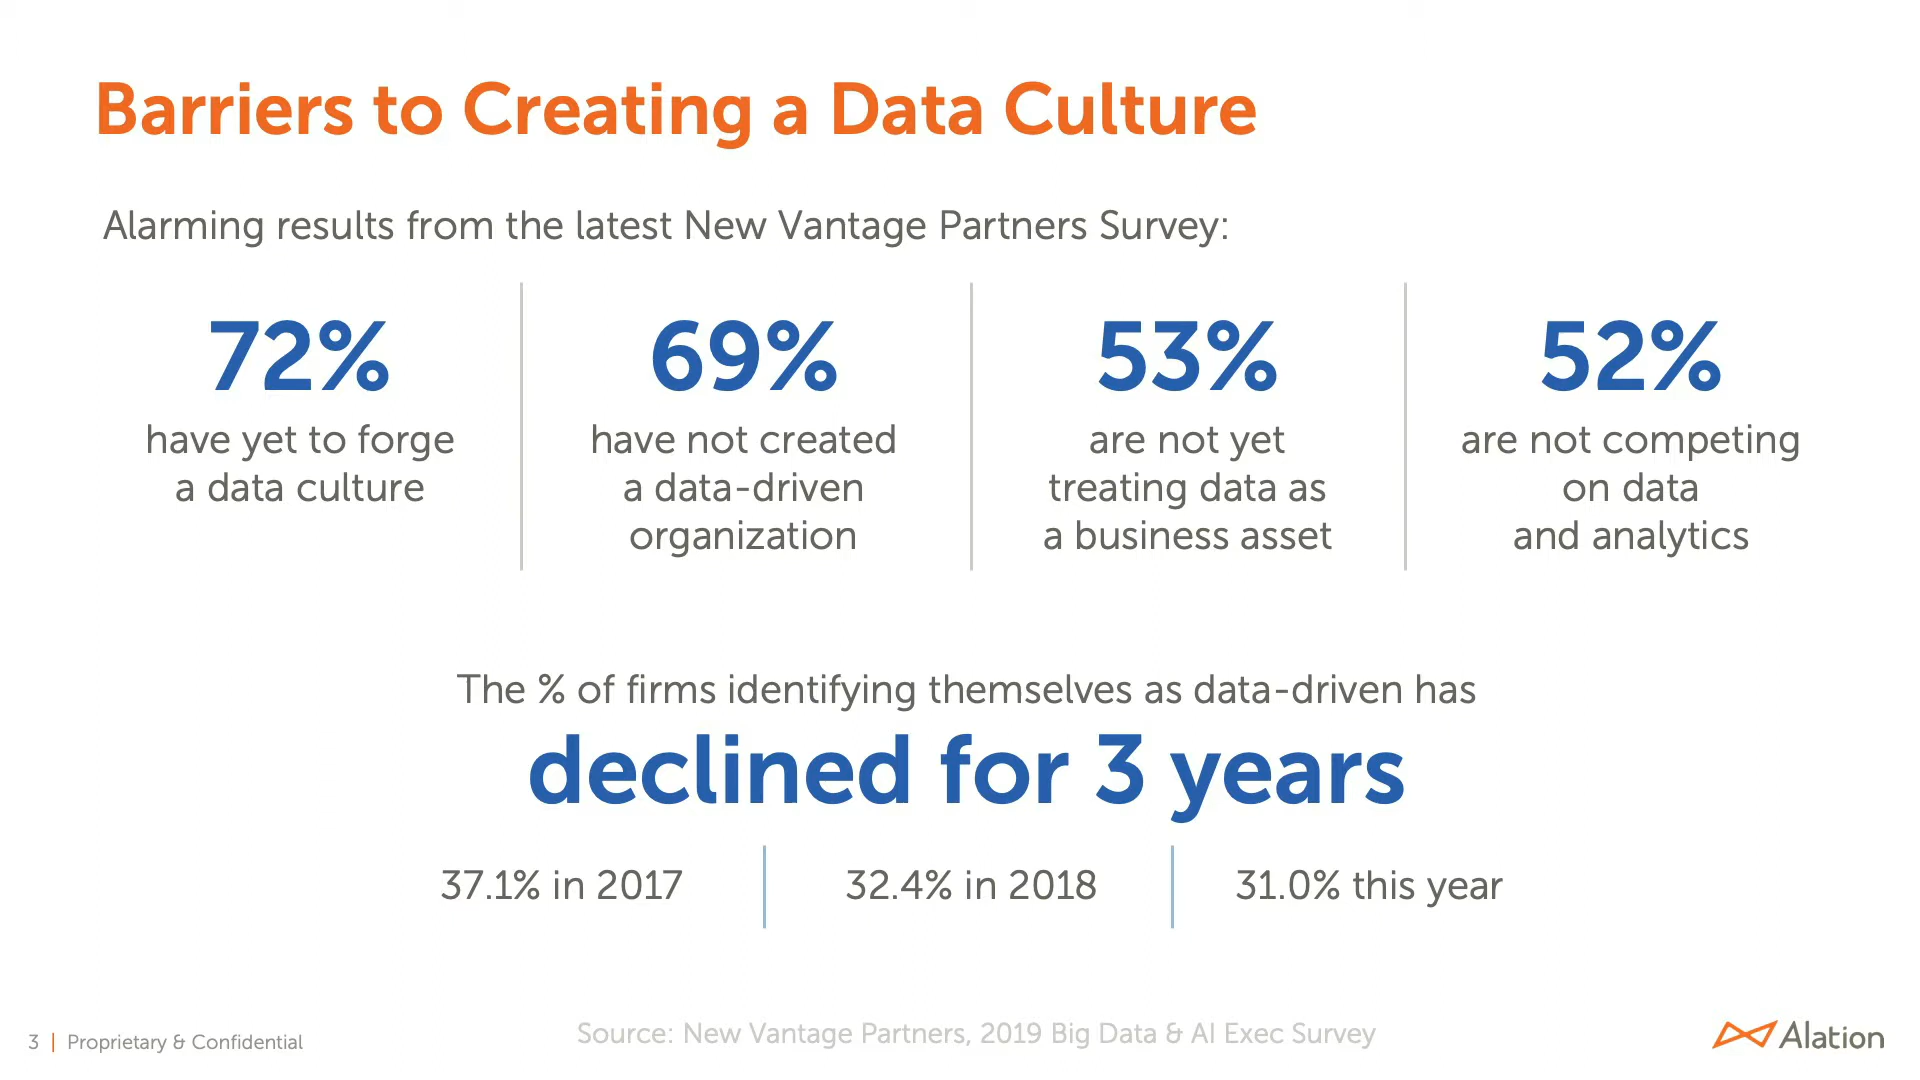 Barriers to Creating a Data Culture
Alarming results from the latest New Vantage Partners Survey:
72%
have yet to forge
a data culture
69%
have not created
a data-driven
organization
53%
are not yet
treating data as
a business asset
52%
are not competing
on data
and analytics
The % of firms identifying themselves as data-driven has
declined for 3 years
37.1% in 2017
32.4% in 2018
31.0% this year
3 | Proprietary & Confidential
Source: New Vantage Partners, 2019 Big Data & AI Exec Survey
Alation